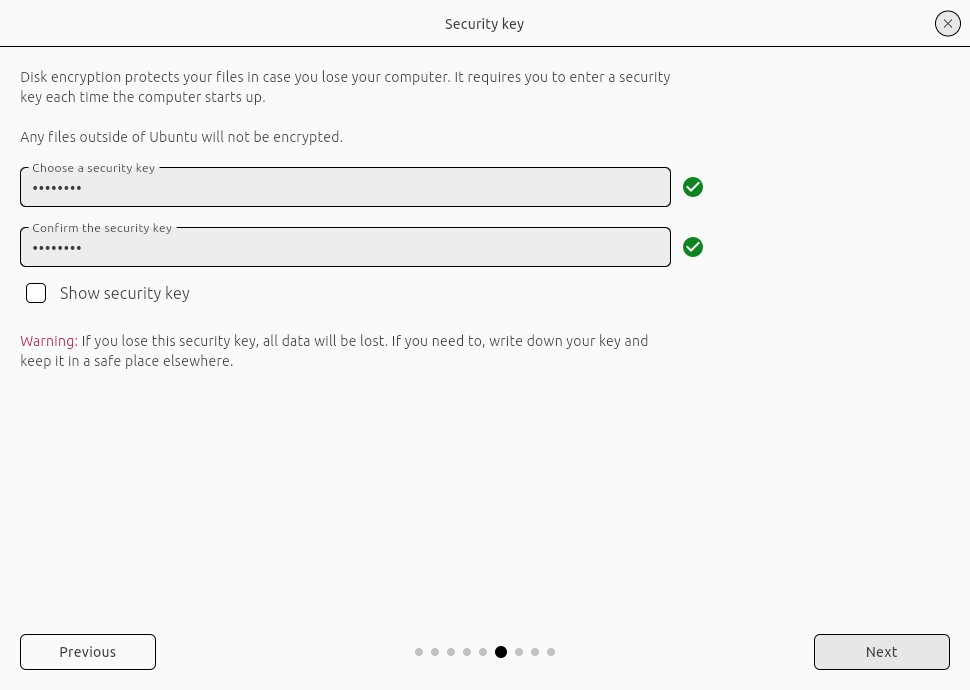 Security key
Disk encryption protects your files in case you lose your computer. It requires you to enter a security
key each time the computer starts up.
Any files outside of Ubuntu will not be encrypted.
Choose a security key
••••••••
Confirm the security key
••••••••
Show security key
Warning: If you lose this security key, all data will be lost. If you need to, write down your key and
keep it in a safe place elsewhere.
Previous
Next